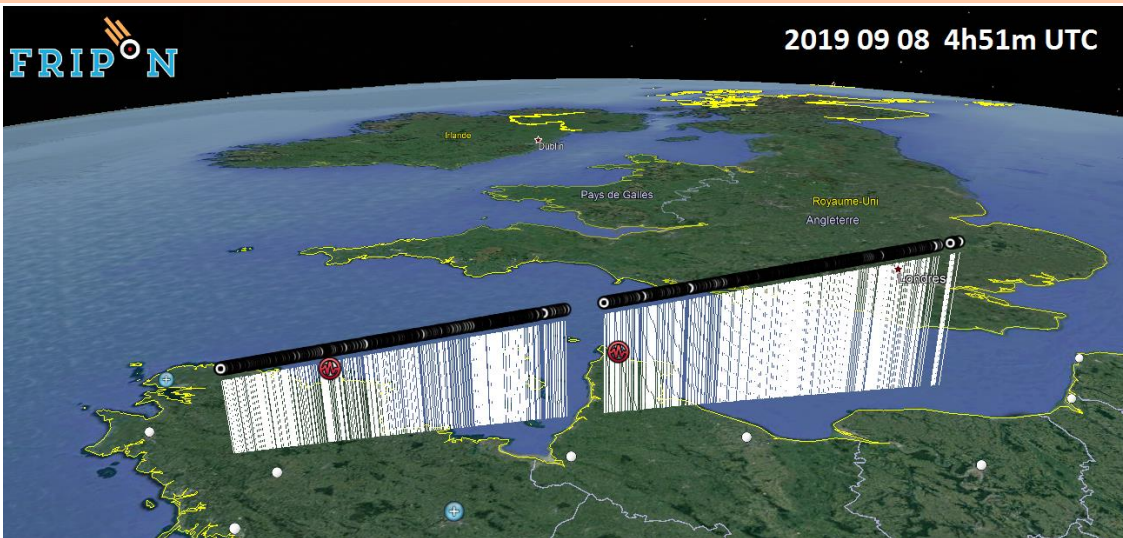 FRIPON
2019 09 08 4h51m UTC
Irlande
Dublin
Pays de Galles
Royaume-Uni
Angleterre
Londres